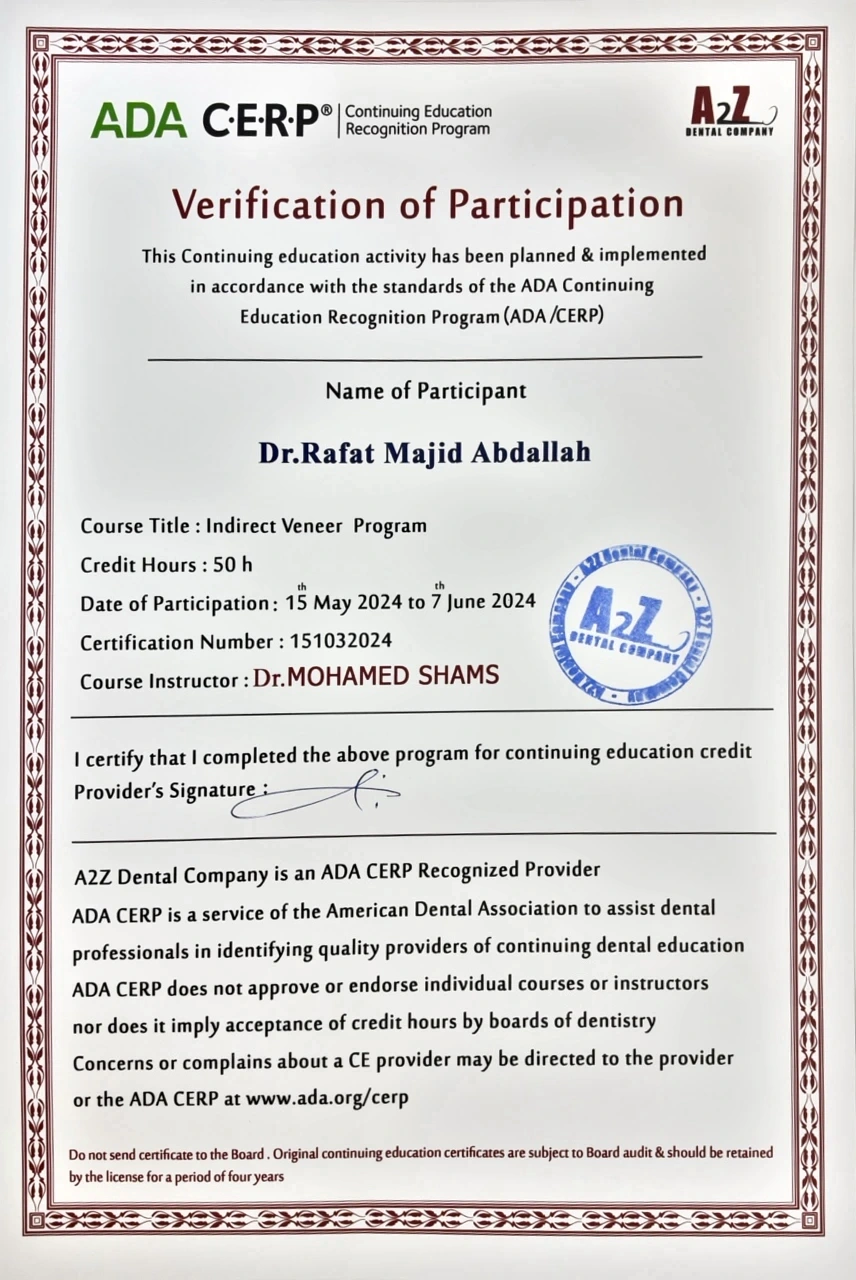 ADA C·E·R·P® Continuing Education
Recognition Program
A2Z
DENTAL COMPANY
Verification of Participation
This Continuing education activity has been planned & implemented
in accordance with the standards of the ADA Continuing
Education Recognition Program (ADA/CERP)
Name of Participant
Dr.Rafat Majid Abdallah
Course Title : Indirect Veneer Program
Credit Hours : 50 h
Date of Participation : 15th May 2024 to 7th June 2024
Certification Number : 151032024
Course Instructor : Dr.MOHAMED SHAMS
A2Z Dental Company
A2Z
DENTAL COMPANY
I certify that I completed the above program for continuing education credit
Provider's Signature :
A2Z Dental Company is an ADA CERP Recognized Provider
ADA CERP is a service of the American Dental Association to assist dental
professionals in identifying quality providers of continuing dental education
ADA CERP does not approve or endorse individual courses or instructors
nor does it imply acceptance of credit hours by boards of dentistry
Concerns or complains about a CE provider may be directed to the provider
or the ADA CERP at www.ada.org/cerp
Do not send certificate to the Board . Original continuing education certificates are subject to Board audit & should be retained
by the license for a period of four years